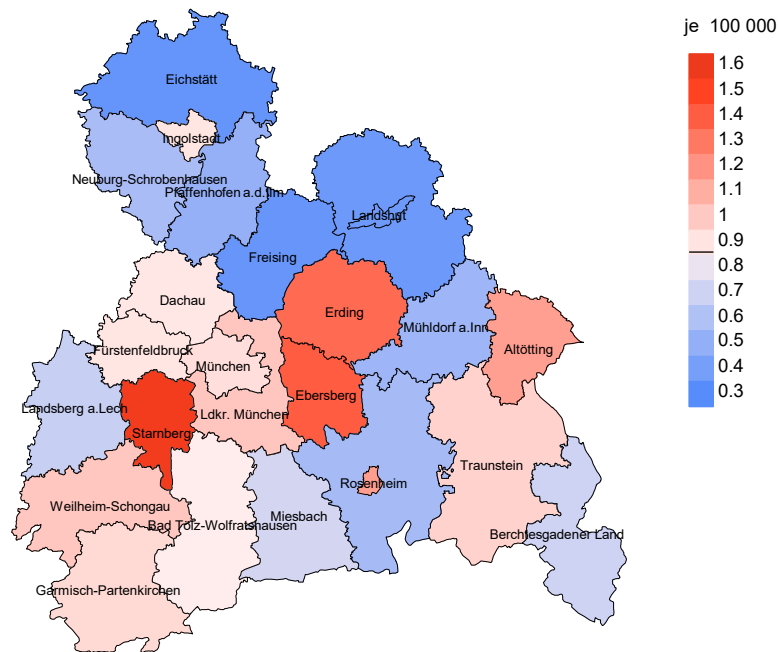 je 100 000
1.6
1.5
1.4
1.3
1.2
1.1
1
0.9
0.8
0.7
0.6
0.5
0.4
0.3
Eichstätt
Ingolstadt
Neuburg-Schrobenhausen
Pfaffenhofen a.d.Ilm
Landshut
Freising
Dachau
Erding
Mühldorf a.Inn
Altötting
Fürstenfeldbruck
München
Ebersberg
Landsberg a.Lech
Ldkr. München
Starnberg
Traunstein
Rosenheim
Weilheim-Schongau
Miesbach
Bad Tölz-Wolfratshausen
Berchtesgadener Land
Garmisch-Partenkirchen